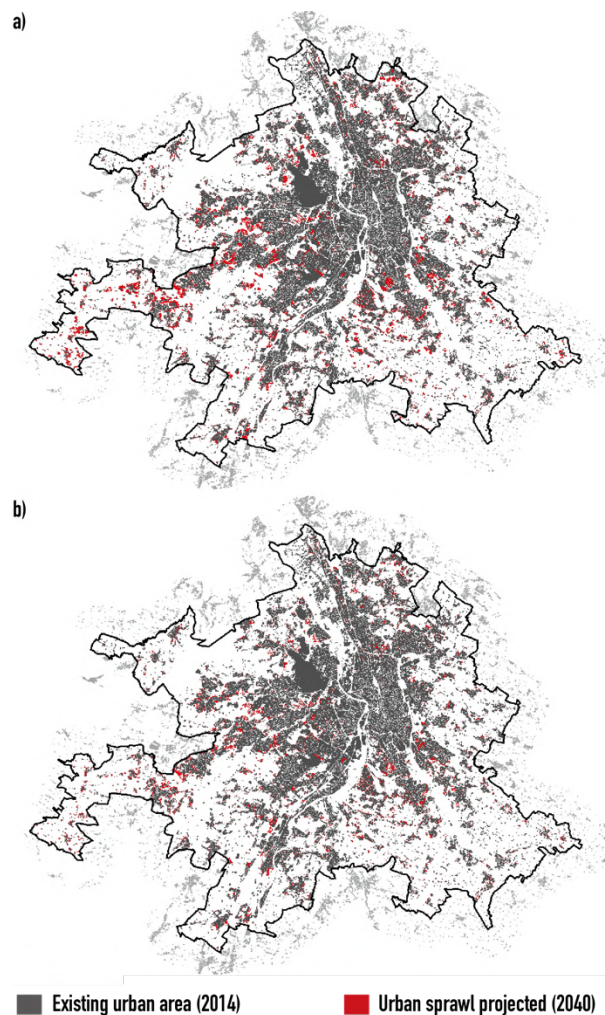 a)
b)
Existing urban area (2014)
Urban sprawl projected (2040)